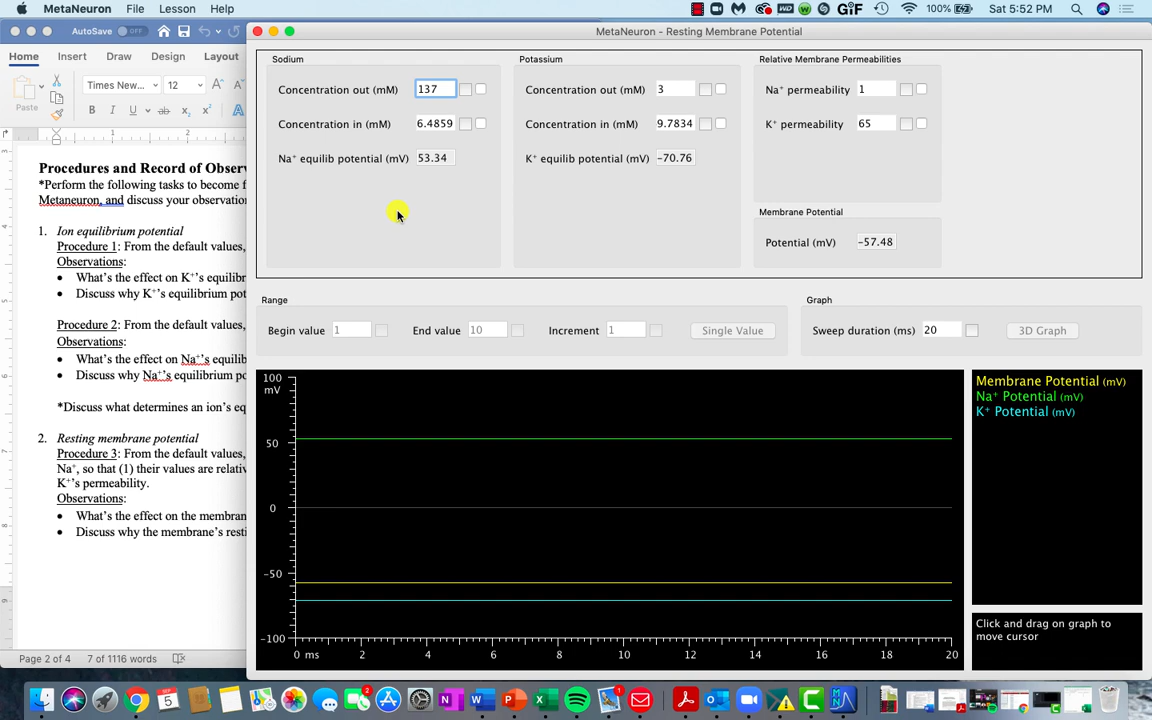 MetaNeuron File Lesson Help
GIF 100% Sat 5:52 PM
AutoSave OFF
MetaNeuron - Resting Membrane Potential
Home Insert Draw Design Layout
Paste
Times New... 12
B I U ab x₂ x² A
Procedures and Record of Obser
*Perform the following tasks to become f
Metaneuron, and discuss your observation
1. Ion equilibrium potential
Procedure 1: From the default values,
Observations:
• What's the effect on K⁺'s equilibr
• Discuss why K⁺'s equilibrium pot
Procedure 2: From the default values,
Observations:
• What's the effect on Na⁺'s equilib
• Discuss why Na⁺'s equilibrium po
*Discuss what determines an ion's eq
2. Resting membrane potential
Procedure 3: From the default values,
Na⁺, so that (1) their values are relativ
K⁺'s permeability.
Observations:
• What's the effect on the membran
• Discuss why the membrane's resti
Page 2 of 4 7 of 1116 words
Sodium
Concentration out (mM) 137
Concentration in (mM) 6.4859
Na⁺ equilib potential (mV) 53.34
Potassium
Concentration out (mM) 3
Concentration in (mM) 9.7834
K⁺ equilib potential (mV) -70.76
Relative Membrane Permeabilities
Na⁺ permeability 1
K⁺ permeability 65
Membrane Potential
Potential (mV) -57.48
Range
Begin value 1 End value 10 Increment 1 Single Value
Graph
Sweep duration (ms) 20 3D Graph
100
mV
50
0
-50
-100
0 ms 2 4 6 8 10 12 14 16 18 20
Membrane Potential (mV)
Na⁺ Potential (mV)
K⁺ Potential (mV)
Click and drag on graph to
move cursor